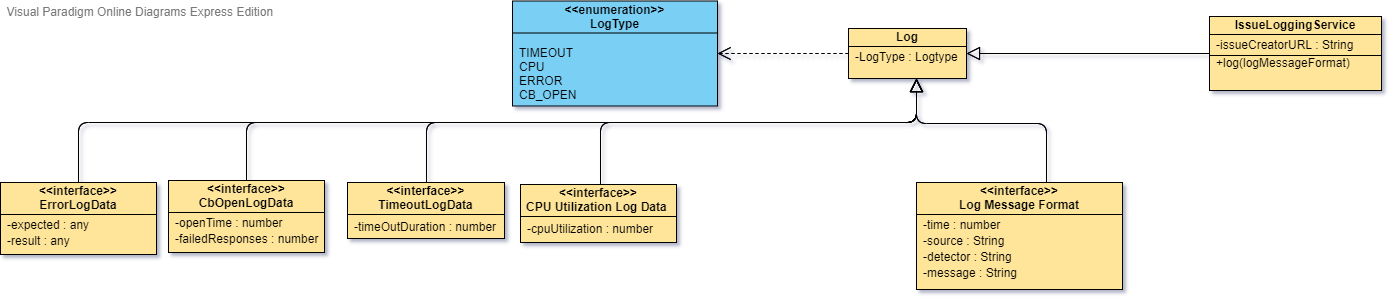 Visual Paradigm Online Diagrams Express Edition
<<enumeration>>
LogType
TIMEOUT
CPU
ERROR
CB_OPEN
Log
-LogType : Logtype
IssueLoggingService
-issueCreatorURL : String
+log(logMessageFormat)
<<interface>>
ErrorLogData
-expected : any
-result : any
<<interface>>
CbOpenLogData
-openTime : number
-failedResponses : number
<<interface>>
TimeoutLogData
-timeOutDuration : number
<<interface>>
CPU Utilization Log Data
-cpuUtilization : number
<<interface>>
Log Message Format
-time : number
-source : String
-detector : String
-message : String